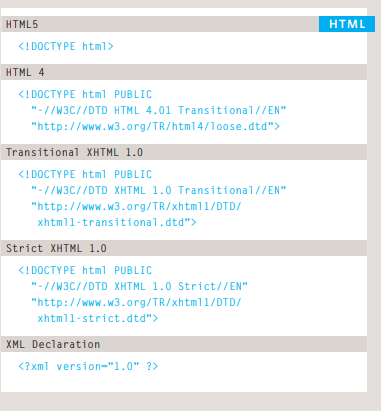 HTML5
HTML
<!DOCTYPE html>
HTML 4
<!DOCTYPE html PUBLIC
"-//W3C//DTD HTML 4.01 Transitional//EN"
"http://www.w3.org/TR/html4/loose.dtd">
Transitional XHTML 1.0
<!DOCTYPE html PUBLIC
"-//W3C//DTD XHTML 1.0 Transitional//EN"
"http://www.w3.org/TR/xhtml1/DTD/
xhtml1-transitional.dtd">
Strict XHTML 1.0
<!DOCTYPE html PUBLIC
"-//W3C//DTD XHTML 1.0 Strict//EN"
"http://www.w3.org/TR/xhtml1/DTD/
xhtml1-strict.dtd">
XML Declaration
<?xml version="1.0" ?>